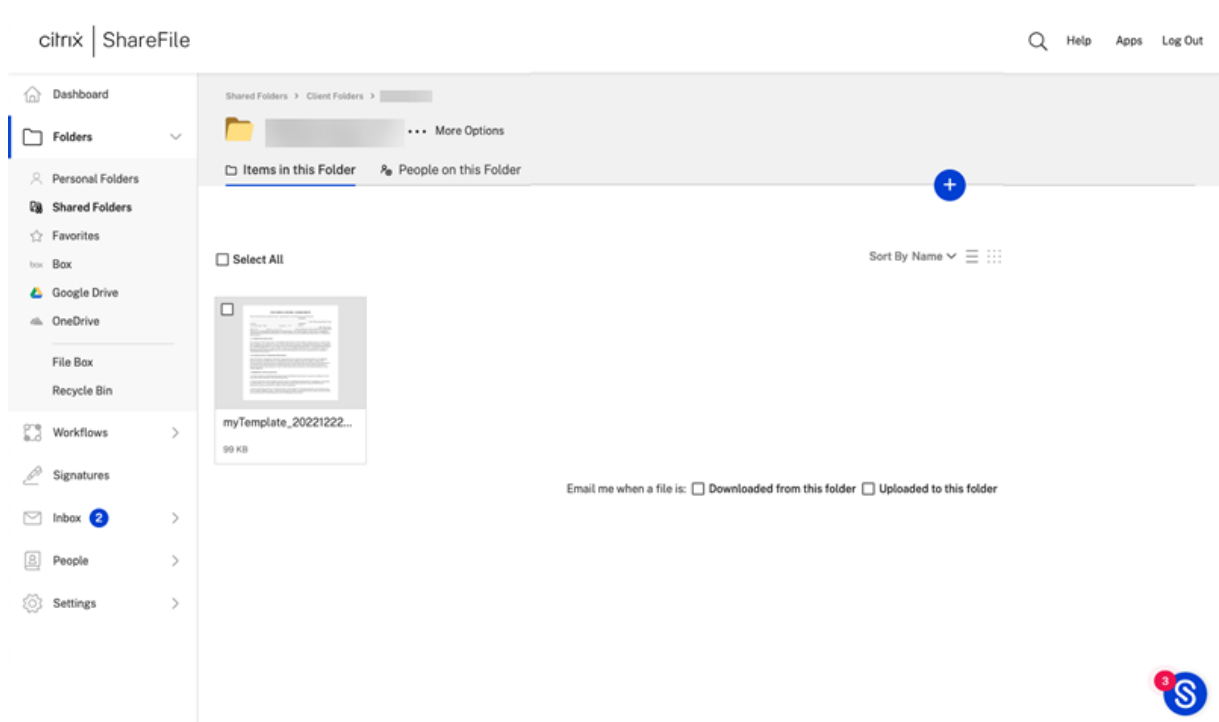 citrix | ShareFile
Help Apps Log Out
Dashboard
Folders
Personal Folders
Shared Folders
Favorites
box Box
Google Drive
OneDrive
File Box
Recycle Bin
Workflows
Signatures
Inbox 2
People
Settings
Shared Folders > Client Folders >
••• More Options
Items in this Folder People on this Folder
+
Select All
Sort By Name
myTemplate_20221222...
99 KB
Email me when a file is: Downloaded from this folder Uploaded to this folder
3
S